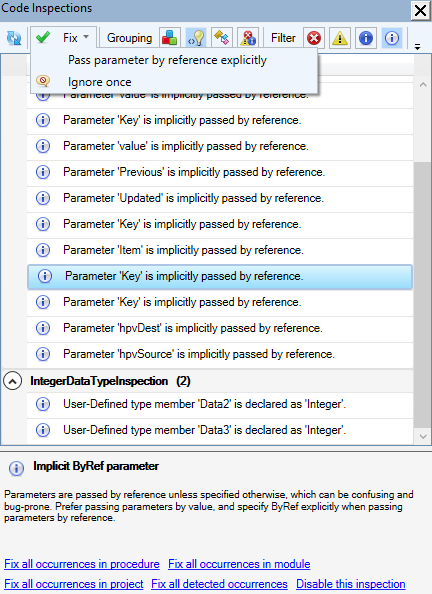 Code Inspections
Fix Grouping Filter
Pass parameter by reference explicitly
Ignore once
Parameter 'value' is implicitly passed by reference.
Parameter 'Key' is implicitly passed by reference.
Parameter 'value' is implicitly passed by reference.
Parameter 'Previous' is implicitly passed by reference.
Parameter 'Updated' is implicitly passed by reference.
Parameter 'Key' is implicitly passed by reference.
Parameter 'Item' is implicitly passed by reference.
Parameter 'Key' is implicitly passed by reference.
Parameter 'Key' is implicitly passed by reference.
Parameter 'hpvDest' is implicitly passed by reference.
Parameter 'hpvSource' is implicitly passed by reference.
IntegerDataTypeInspection (2)
User-Defined type member 'Data2' is declared as 'Integer'.
User-Defined type member 'Data3' is declared as 'Integer'.
Implicit ByRef parameter
Parameters are passed by reference unless specified otherwise, which can be confusing and
bug-prone. Prefer passing parameters by value, and specify ByRef explicitly when passing
parameters by reference.
Fix all occurrences in procedure Fix all occurrences in module
Fix all occurrences in project Fix all detected occurrences Disable this inspection